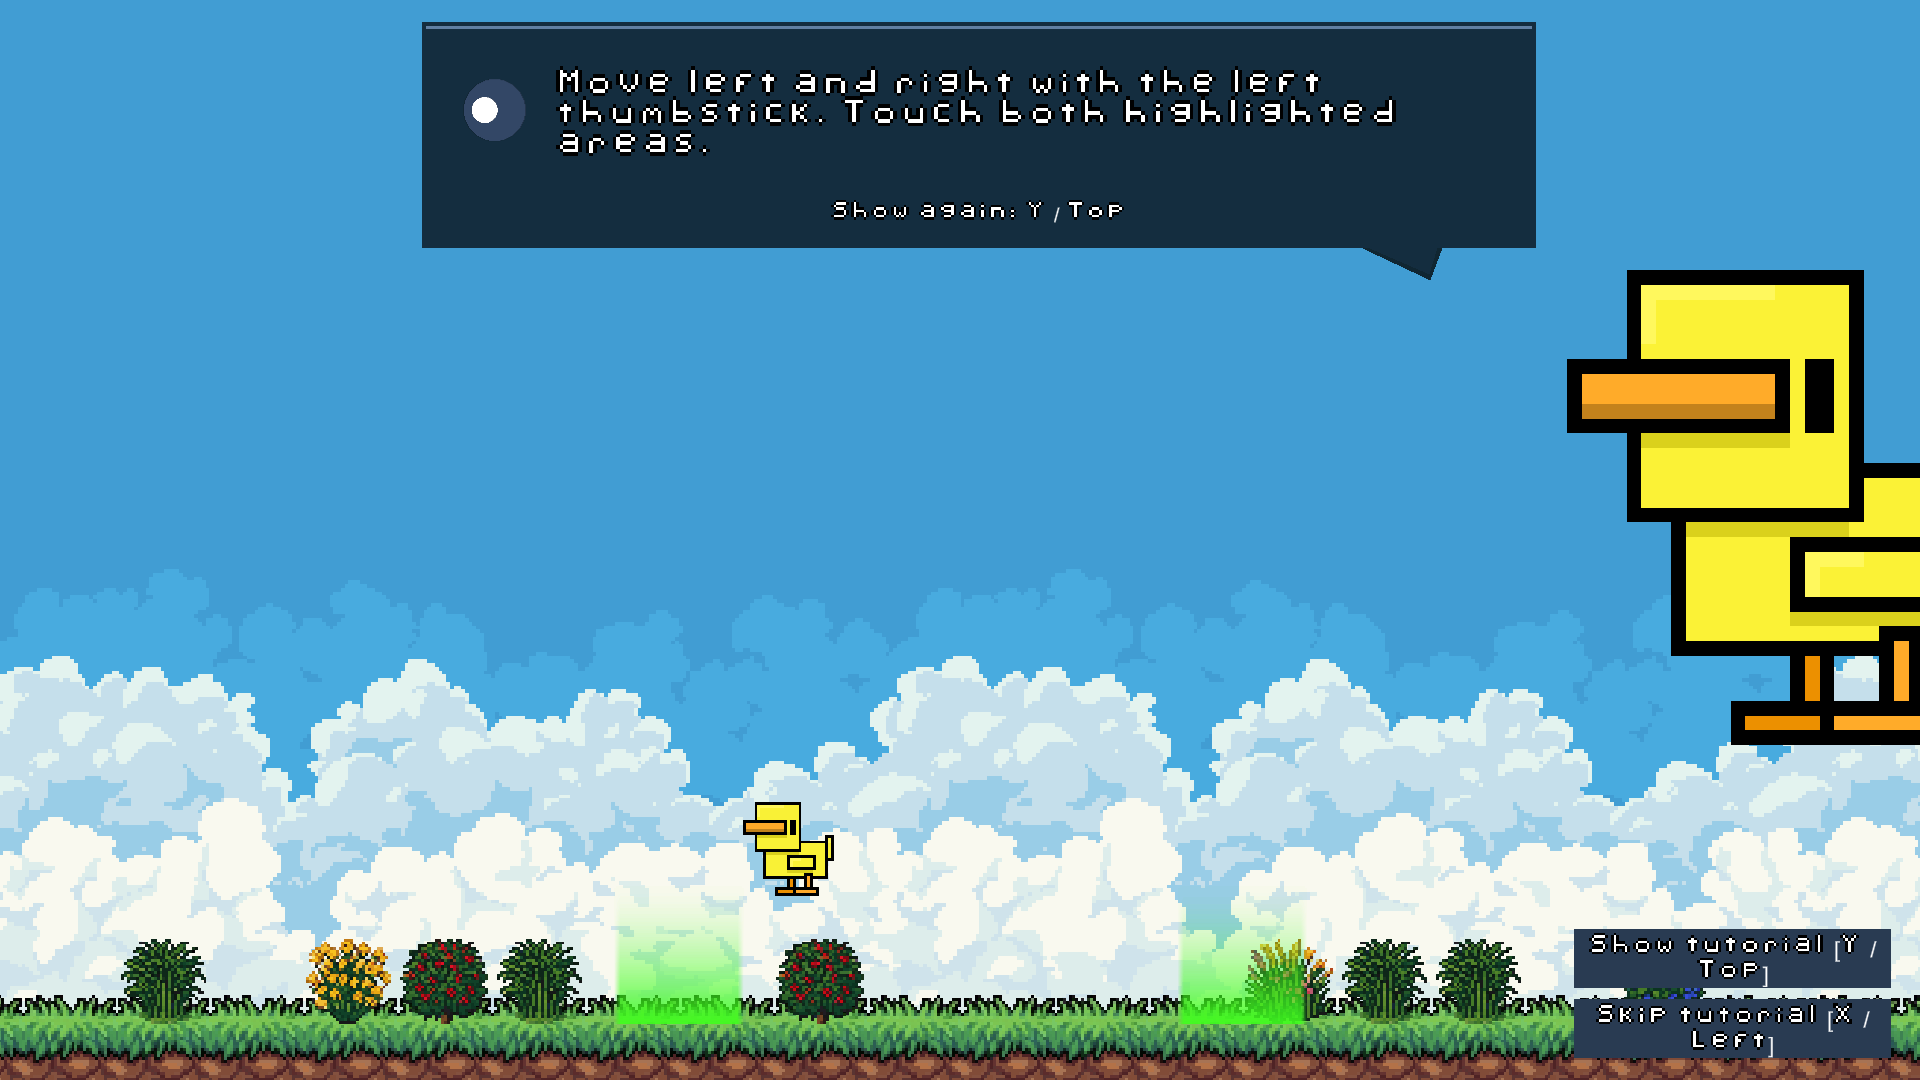 Move left and right with the left
thumbstick. Touch both highlighted
areas.
Show again: Y / Top
Show tutorial [Y /
Top]
Skip tutorial [X /
Left]